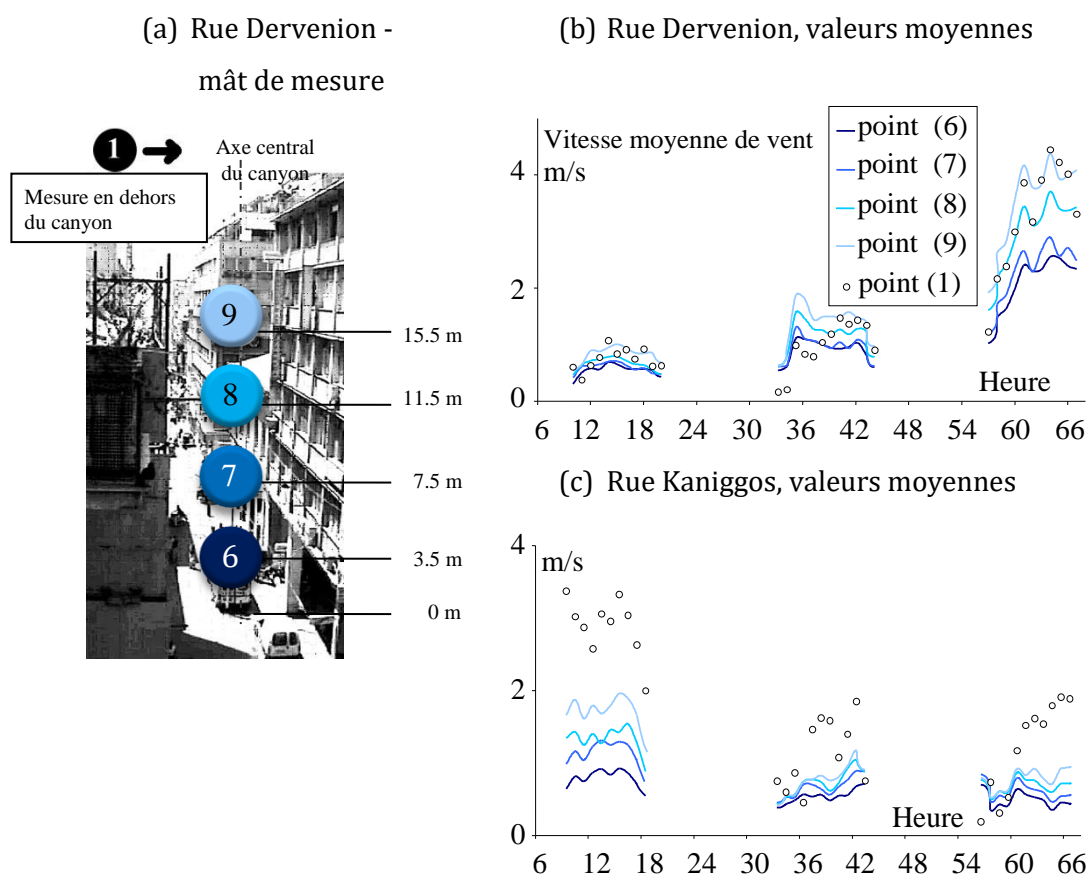 (a) Rue Dervenion -
mât de mesure
1
Axe central
du canyon
Mesure en dehors
du canyon
9
15.5 m
8
11.5 m
7
7.5 m
6
3.5 m
0 m
(b) Rue Dervenion, valeurs moyennes
Vitesse moyenne de vent
m/s
point (6)
point (7)
point (8)
point (9)
point (1)
4
2
0
Heure
6 12 18 24 30 36 42 48 54 60 66
(c) Rue Kaniggos, valeurs moyennes
4
m/s
2
0
Heure
6 12 18 24 30 36 42 48 54 60 66